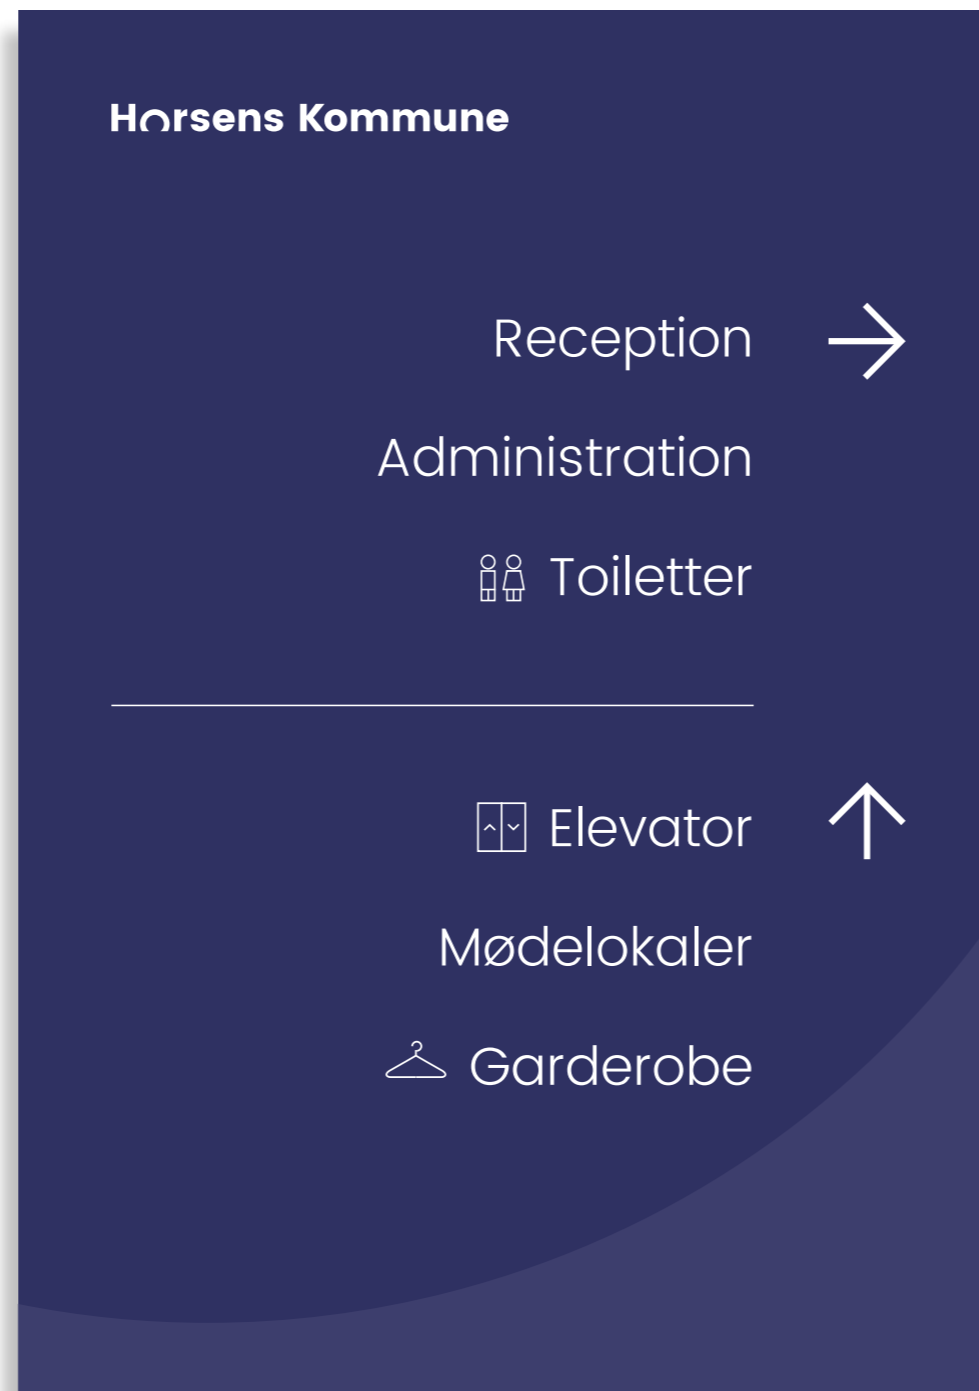 Horsens Kommune
Reception
Administration
Toiletter
Elevator
Mødelokaler
Garderobe